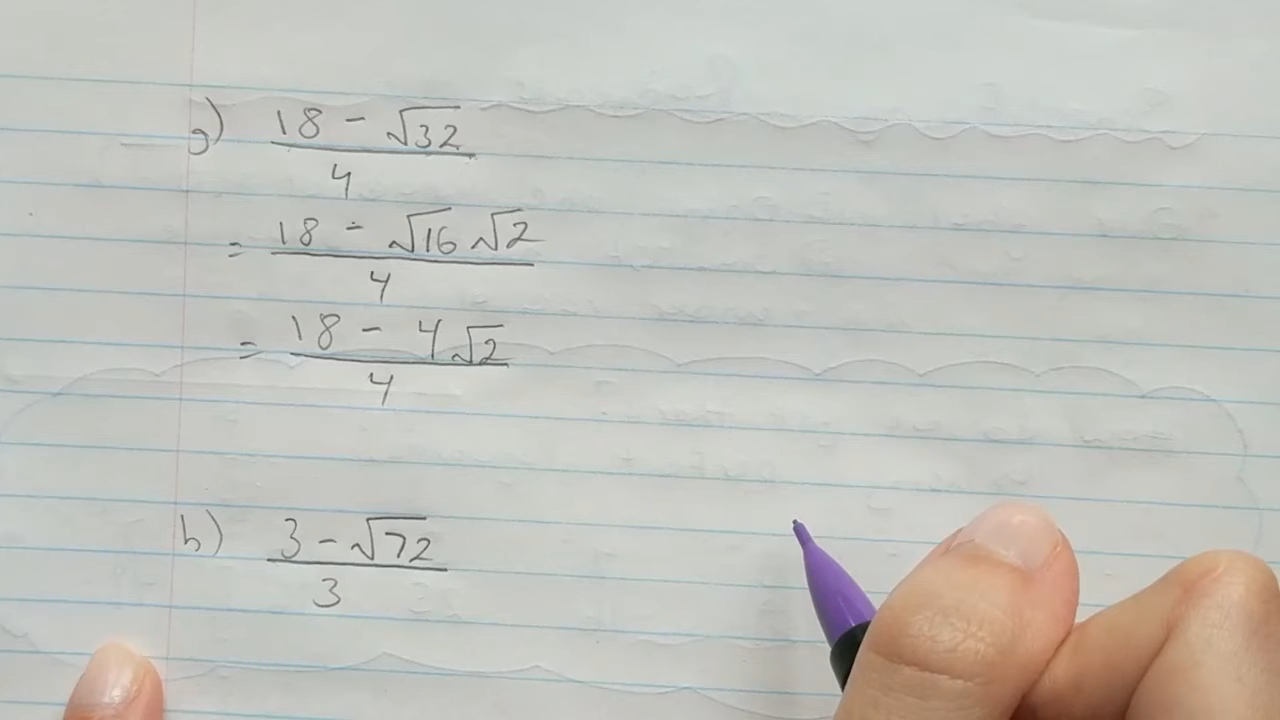 g) 18 - √32
4
= 18 - √16 √2
4
= 18 - 4√2
4
h) 3 - √72
3